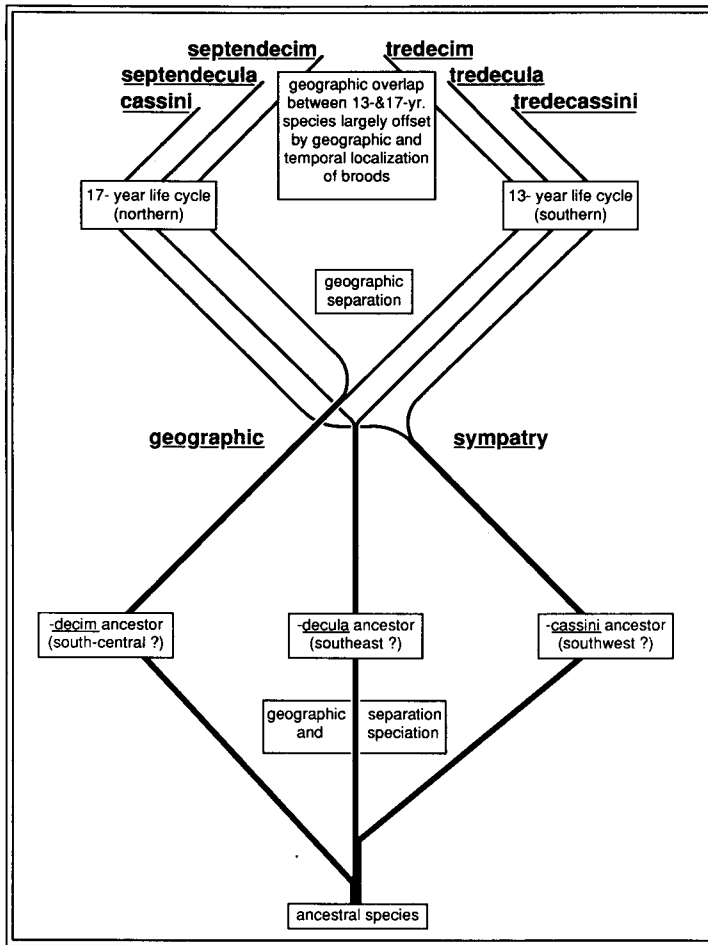 septendecim
tredecim
septendecula
tredecula
cassini
tredecassini
geographic overlap
between 13-&17-yr.
species largely offset
by geographic and
temporal localization
of broods
17- year life cycle
(northern)
13- year life cycle
(southern)
geographic
separation
geographic
sympatry
-decim ancestor
(south-central ?)
-decula ancestor
(southeast ?)
-cassini ancestor
(southwest ?)
geographic separation
and speciation
ancestral species